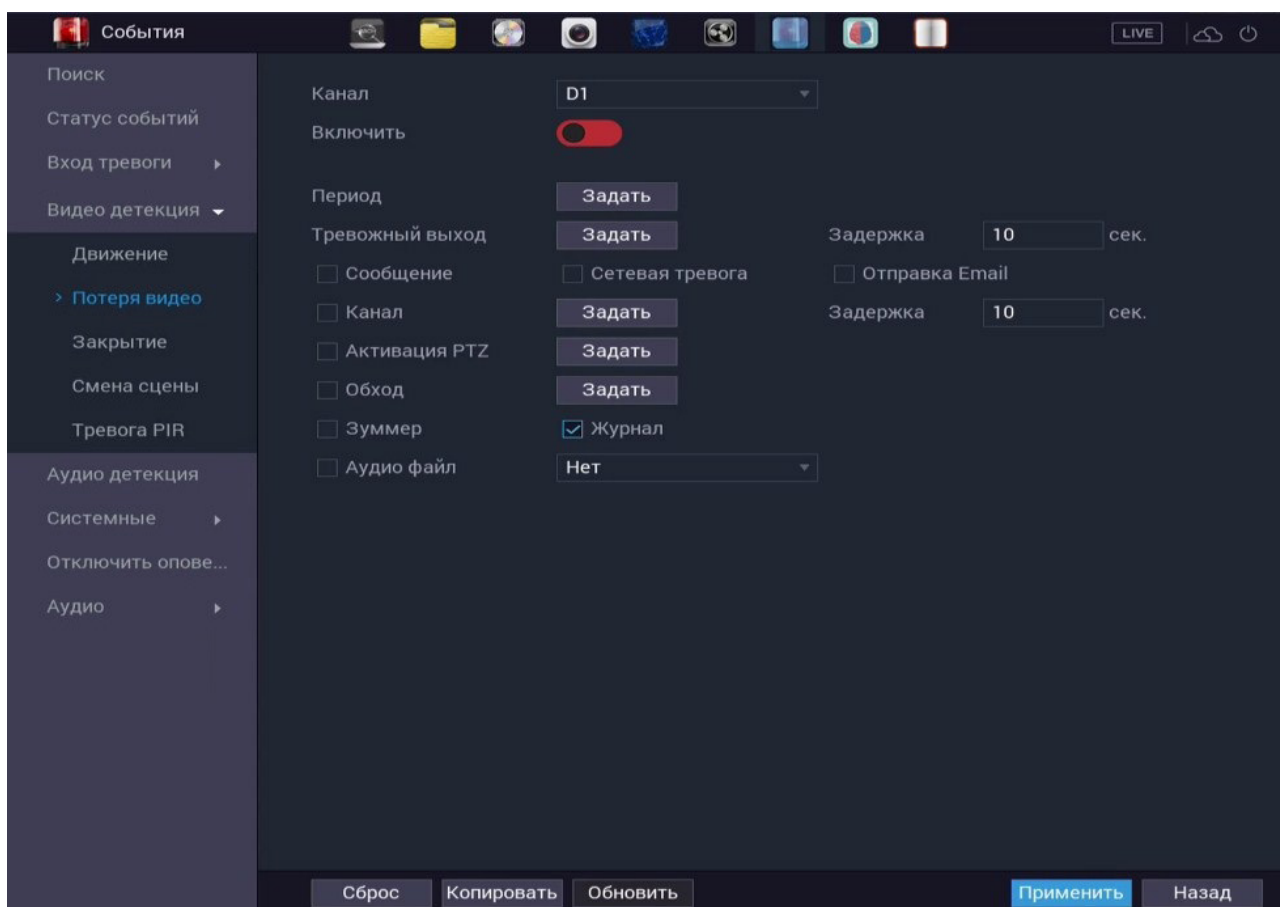 События
LIVE
Поиск
Статус событий
Вход тревоги
Видео детекция
Движение
> Потеря видео
Закрытие
Смена сцены
Тревога PIR
Аудио детекция
Системные
Отключить опове...
Аудио
Канал D1
Включить
Период Задать
Тревожный выход Задать Задержка 10 сек.
Сообщение Сетевая тревога Отправка Email
Канал Задать Задержка 10 сек.
Активация PTZ Задать
Обход Задать
Зуммер Журнал
Аудио файл Нет
Сброс Копировать Обновить Применить Назад